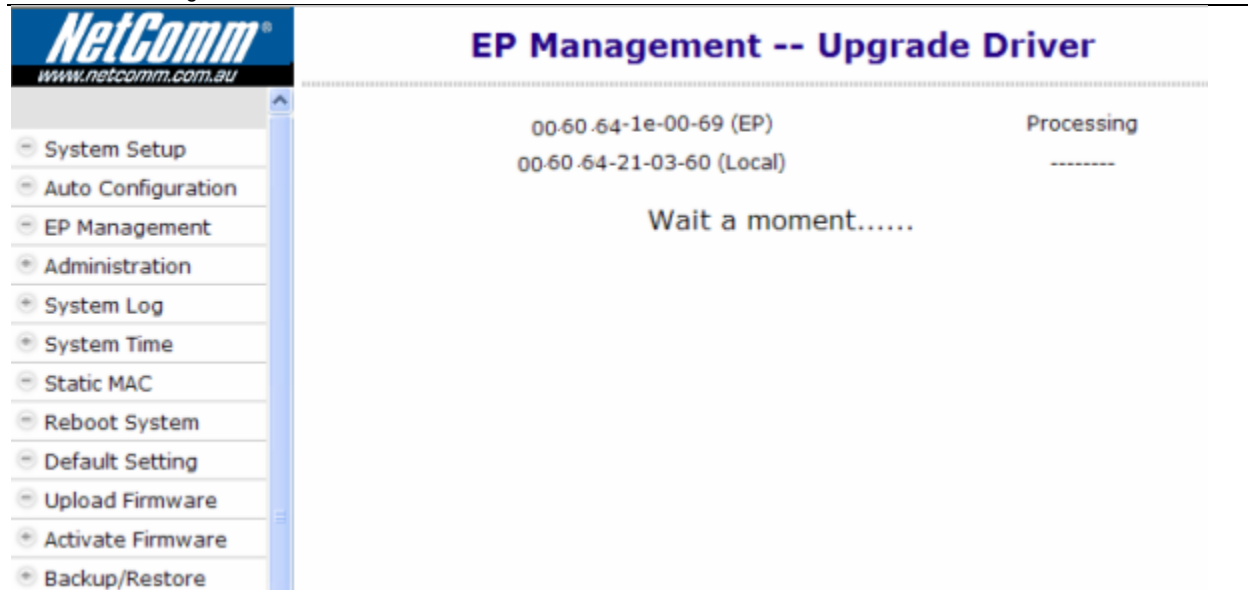 NetComm®
www.netcomm.com.au
EP Management -- Upgrade Driver
00-60-64-1e-00-69 (EP) Processing
00-60-64-21-03-60 (Local) --------
Wait a moment......
System Setup
Auto Configuration
EP Management
Administration
System Log
System Time
Static MAC
Reboot System
Default Setting
Upload Firmware
Activate Firmware
Backup/Restore